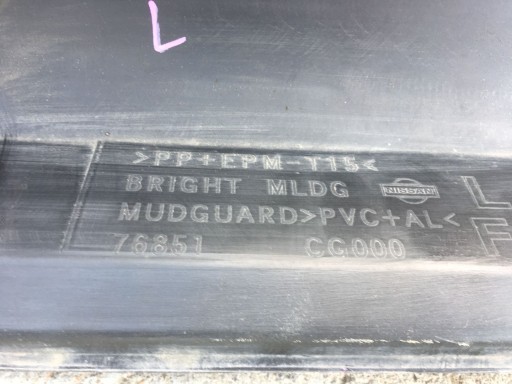 L
>PP+EPM-T15<
BRIGHT MLDG NISSAN L
MUDGUARD>PVC+AL< F
76851 CG000